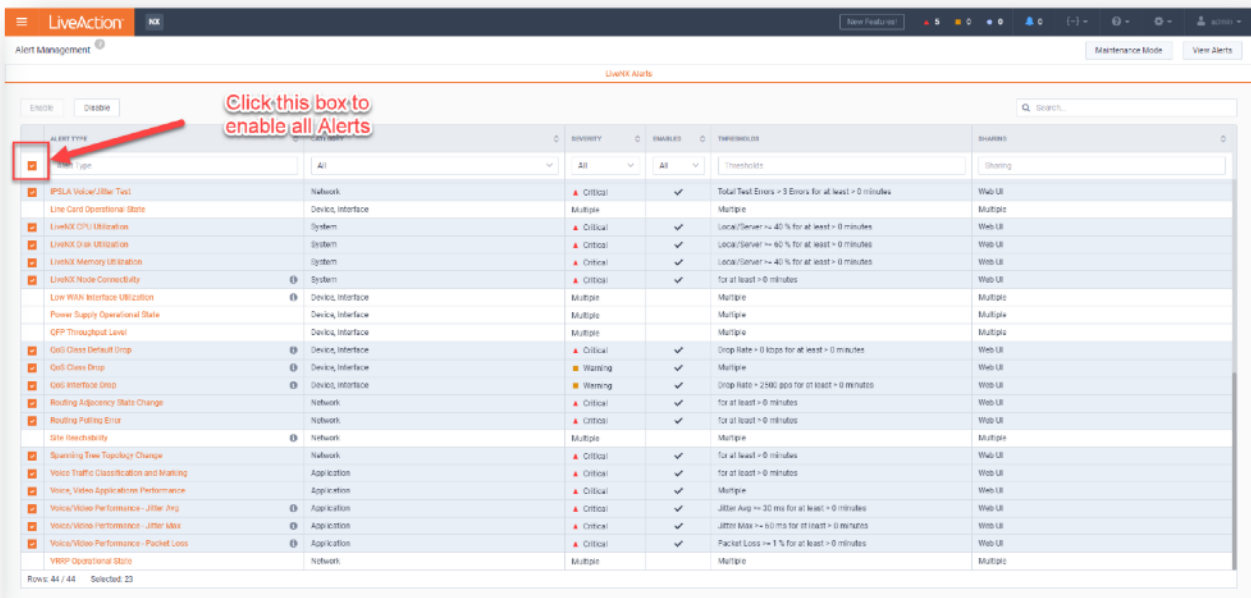 LiveAction NX New Features! 5 0 0 0 admin
Alert Management Maintenance Mode View Alerts
LiveNX Alerts
Click this box to
enable all Alerts
Enable Disable Search...
ALERT TYPE CATEGORY SEVERITY ENABLED THRESHOLDS SHARING
Alert Type All All All Thresholds Sharing
IPSLA Voice/Jitter Test Network Critical Total Test Errors > 3 Errors for at least > 0 minutes Web UI
Line Card Operational State Device, Interface Multiple Multiple Multiple
LiveNX CPU Utilization System Critical Local/Server >= 40 % for at least > 0 minutes Web UI
LiveNX Disk Utilization System Critical Local/Server >= 60 % for at least > 0 minutes Web UI
LiveNX Memory Utilization System Critical Local/Server >= 40 % for at least > 0 minutes Web UI
LiveNX Node Connectivity System Critical for at least > 0 minutes Web UI
Low WAN Interface Utilization Device, Interface Multiple Multiple Multiple
Power Supply Operational State Device, Interface Multiple Multiple Multiple
QFP Throughput Level Device, Interface Multiple Multiple Multiple
QoS Class Default Drop Device, Interface Critical Drop Rate > 0 kbps for at least > 0 minutes Web UI
QoS Class Drop Device, Interface Warning Multiple Web UI
QoS Interface Drop Device, Interface Warning Drop Rate > 2500 pps for at least > 0 minutes Web UI
Routing Adjacency State Change Network Critical for at least > 0 minutes Web UI
Routing Polling Error Network Critical for at least > 0 minutes Web UI
Site Reachability Network Multiple Multiple Multiple
Spanning Tree Topology Change Network Critical for at least > 0 minutes Web UI
Voice Traffic Classification and Marking Application Critical for at least > 0 minutes Web UI
Voice, Video Applications Performance Application Critical Multiple Web UI
Voice/Video Performance - Jitter Avg Application Critical Jitter Avg >= 30 ms for at least > 0 minutes Web UI
Voice/Video Performance - Jitter Max Application Critical Jitter Max >= 60 ms for at least > 0 minutes Web UI
Voice/Video Performance - Packet Loss Application Critical Packet Loss >= 1 % for at least > 0 minutes Web UI
VRRP Operational State Network Multiple Multiple Multiple
Rows: 44 / 44 Selected: 23